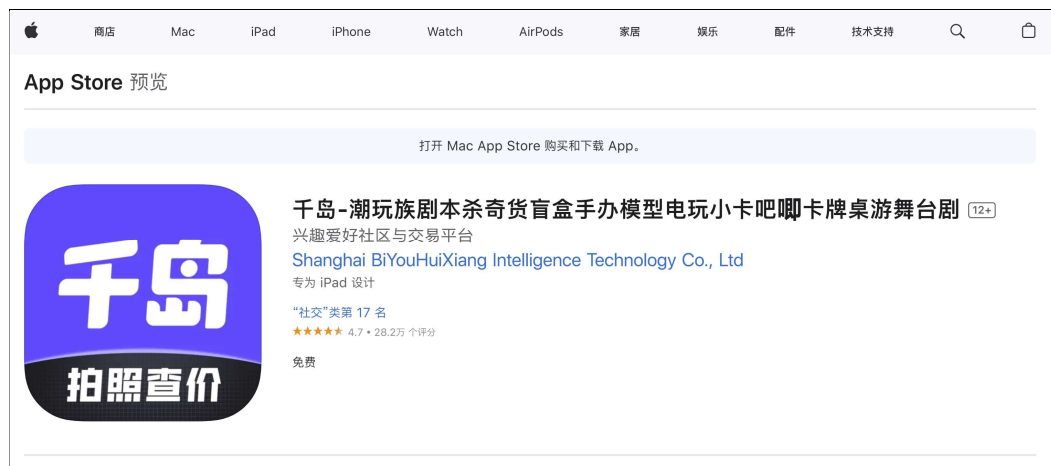 商店 Mac iPad iPhone Watch AirPods 家居 娱乐 配件 技术支持
App Store 预览
打开 Mac App Store 购买和下载 App。
千岛
拍照查价
千岛-潮玩族剧本杀奇货盲盒手办模型电玩小卡吧唧卡牌桌游舞台剧 12+
兴趣爱好社区与交易平台
Shanghai BiYouHuiXiang Intelligence Technology Co., Ltd
专为 iPad 设计
“社交”类第 17 名
★★★★★ 4.7 • 28.2万 个评分
免费